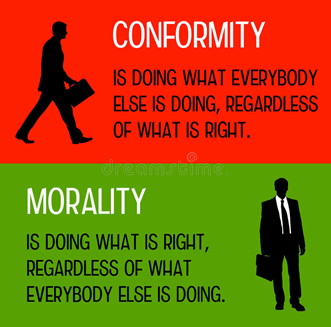 CONFORMITY
IS DOING WHAT EVERYBODY
ELSE IS DOING, REGARDLESS
OF WHAT IS RIGHT.
dreamstime
MORALITY
IS DOING WHAT IS RIGHT,
REGARDLESS OF WHAT
EVERYBODY ELSE IS DOING.